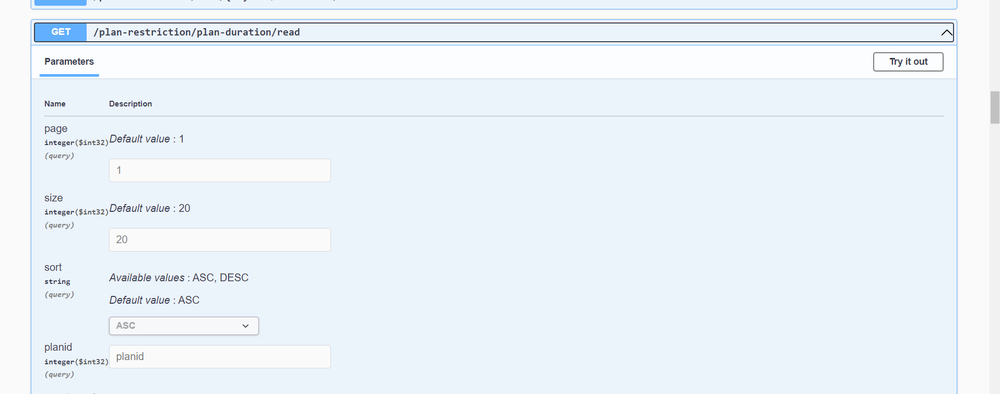 GET /plan-restriction/plan-duration/read
Parameters
Try it out
Name Description
page
integer($int32)
(query)
Default value : 1
1
size
integer($int32)
(query)
Default value : 20
20
sort
string
(query)
Available values : ASC, DESC
Default value : ASC
ASC
planid
integer($int32)
(query)
planid